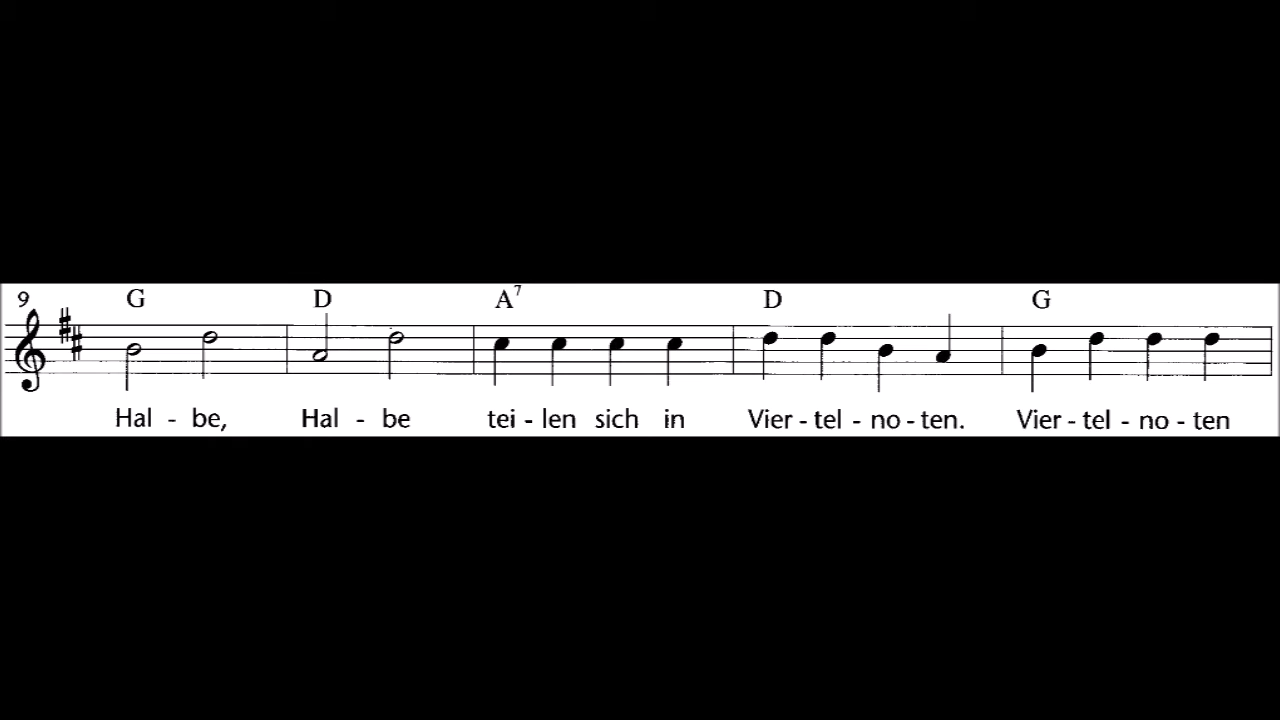 9 G D A7 D G
Hal - be, Hal - be tei - len sich in Vier - tel - no - ten. Vier - tel - no - ten